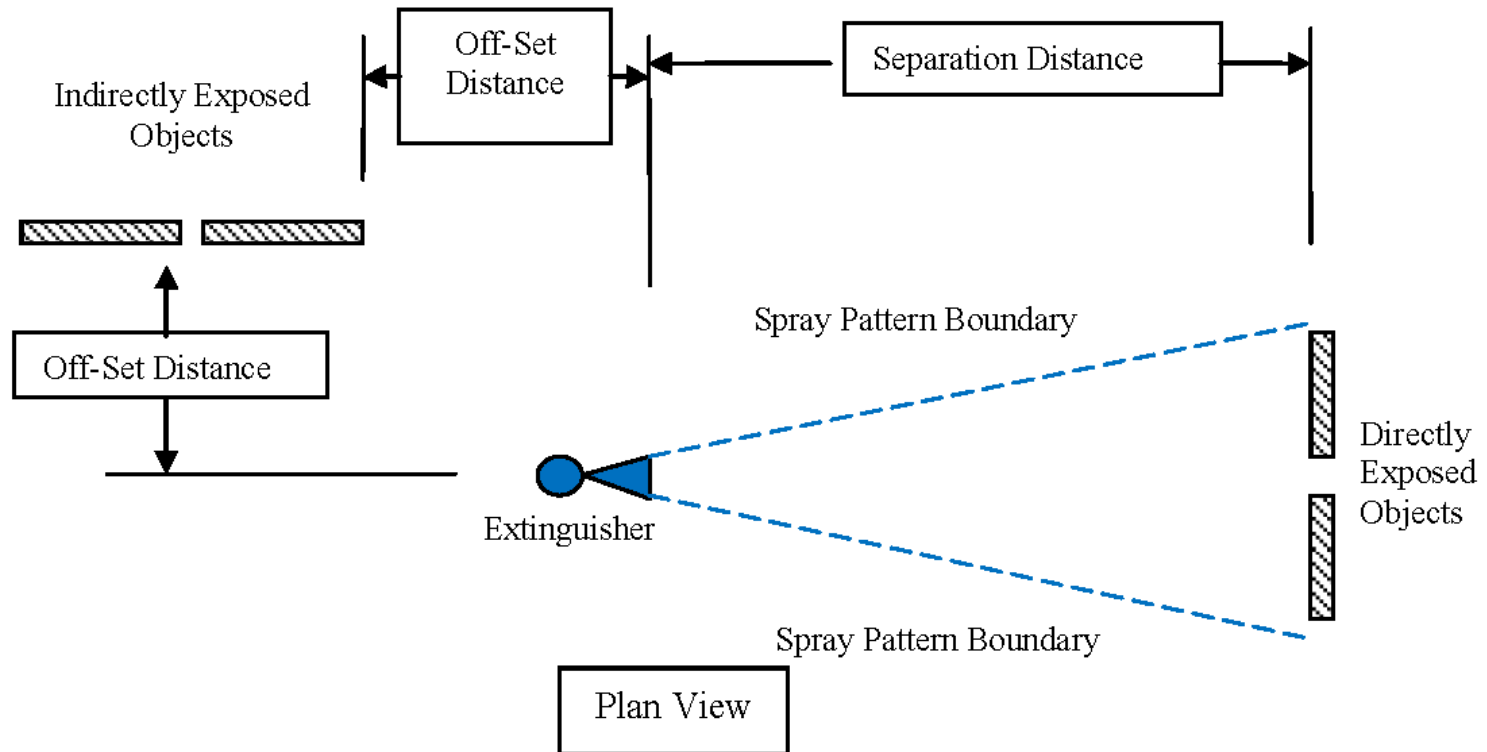 Off-Set
Distance
Separation Distance
Indirectly Exposed
Objects
Spray Pattern Boundary
Off-Set Distance
Directly
Exposed
Objects
Extinguisher
Spray Pattern Boundary
Plan View